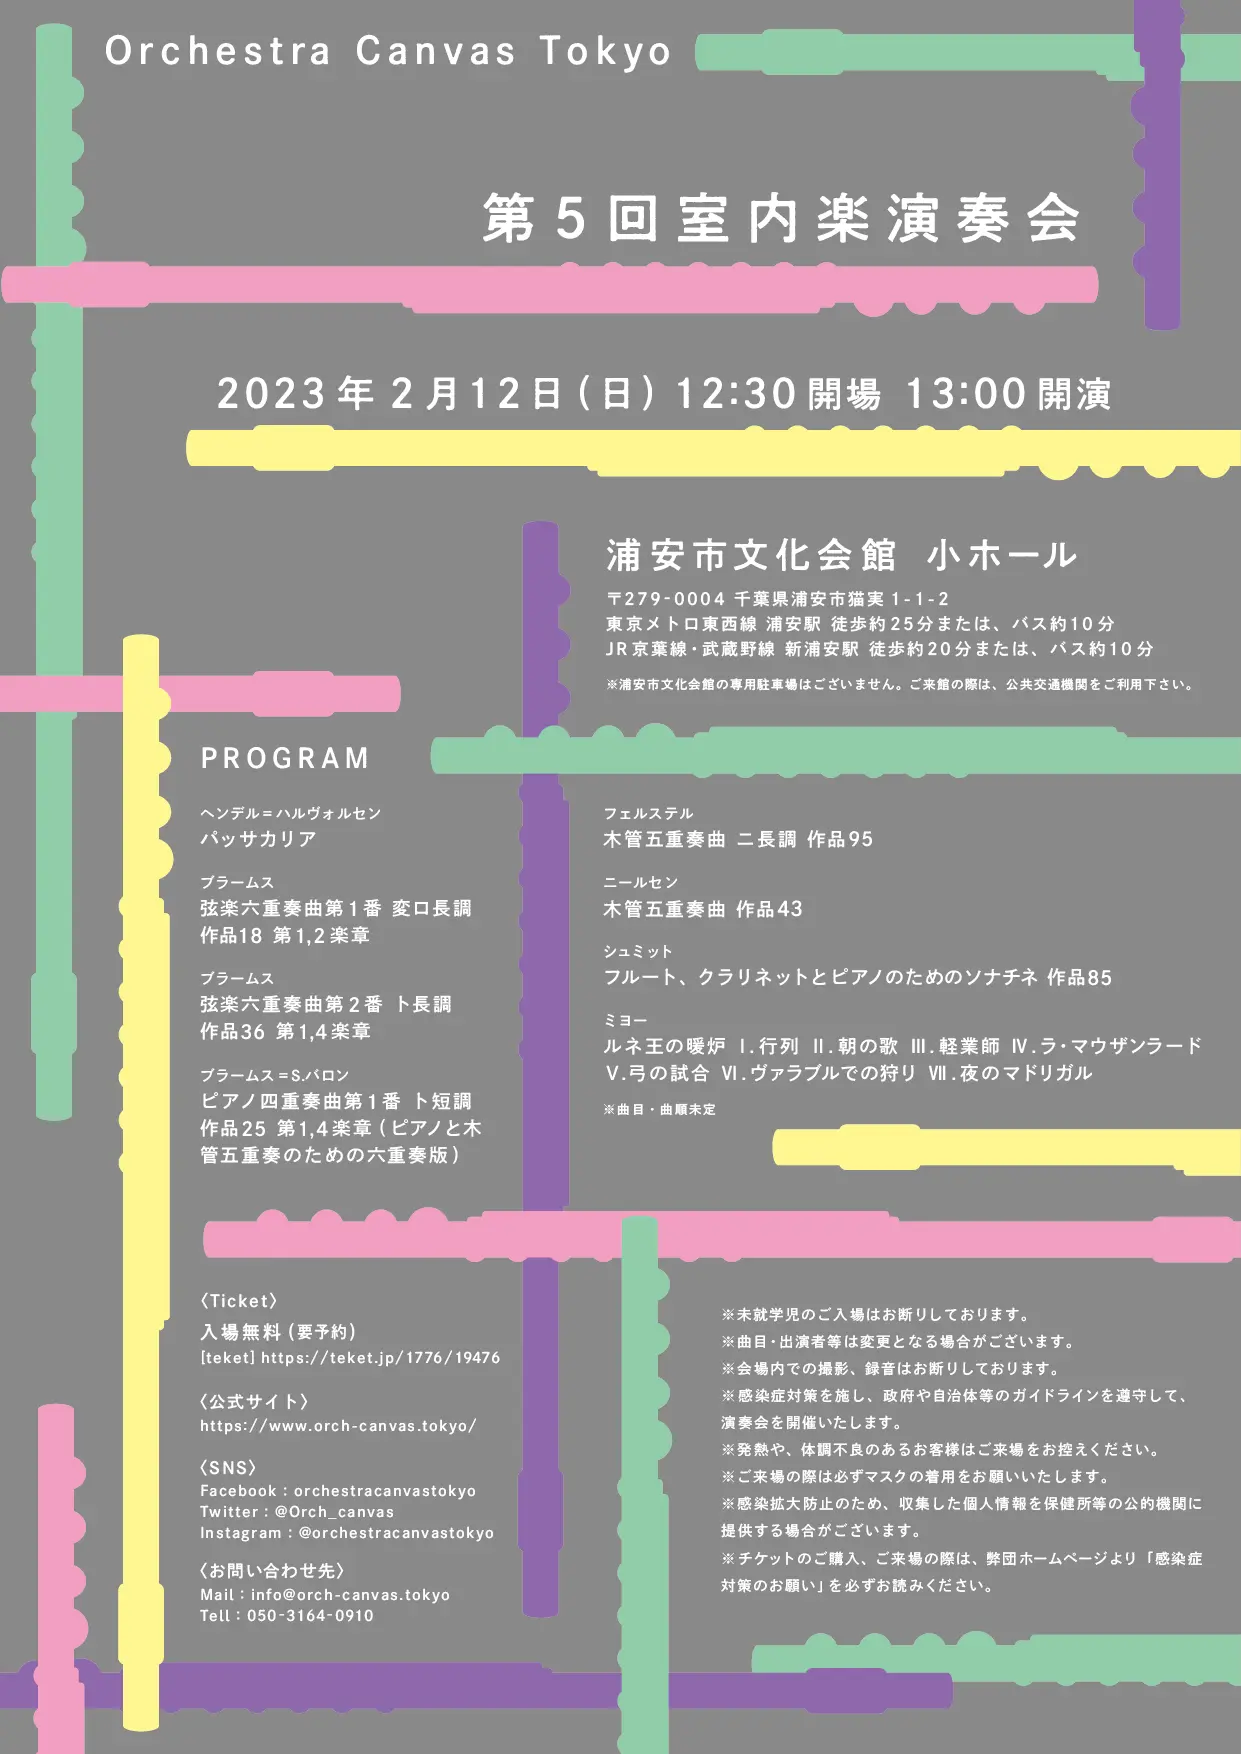 Orchestra Canvas Tokyo
第5回室内楽演奏会
2023年2月12日(日) 12:30開場 13:00開演
浦安市文化会館 小ホール
〒279-0004 千葉県浦安市猫実1-1-2
東京メトロ東西線 浦安駅 徒歩約25分または、バス約10分
JR京葉線・武蔵野線 新浦安駅 徒歩約20分または、バス約10分
※浦安市文化会館の専用駐車場はございません。ご来館の際は、公共交通機関をご利用下さい。
PROGRAM
ヘンデル=ハルヴォルセン
パッサカリア
ブラームス
弦楽六重奏曲第1番 変ロ長調
作品18 第1,2楽章
ブラームス
弦楽六重奏曲第2番 ト長調
作品36 第1,4楽章
ブラームス=S.バロン
ピアノ四重奏曲第1番 ト短調
作品25 第1,4楽章(ピアノと木
管五重奏のための六重奏版)
フェルステル
木管五重奏曲 ニ長調 作品95
ニールセン
木管五重奏曲 作品43
シュミット
フルート、クラリネットとピアノのためのソナチネ 作品85
ミヨー
ルネ王の暖炉 Ⅰ.行列 Ⅱ.朝の歌 Ⅲ.軽業師 Ⅳ.ラ・マウザンラード
Ⅴ.弓の試合 Ⅵ.ヴァラブルでの狩り Ⅶ.夜のマドリガル
※曲目・曲順未定
〈Ticket〉
入場無料(要予約)
[teket] https://teket.jp/1776/19476
〈公式サイト〉
https://www.orch-canvas.tokyo/
〈SNS〉
Facebook：orchestracanvastokyo
Twitter：@Orch_canvas
Instagram：@orchestracanvastokyo
〈お問い合わせ先〉
Mail：info@orch-canvas.tokyo
Tell：050-3164-0910
※未就学児のご入場はお断りしております。
※曲目・出演者等は変更となる場合がございます。
※会場内での撮影、録音はお断りしております。
※感染症対策を施し、政府や自治体等のガイドラインを遵守して、
演奏会を開催いたします。
※発熱や、体調不良のあるお客様はご来場をお控えください。
※ご来場の際は必ずマスクの着用をお願いいたします。
※感染拡大防止のため、収集した個人情報を保健所等の公的機関に
提供する場合がございます。
※チケットのご購入、ご来場の際は、弊団ホームページより「感染症
対策のお願い」を必ずお読みください。